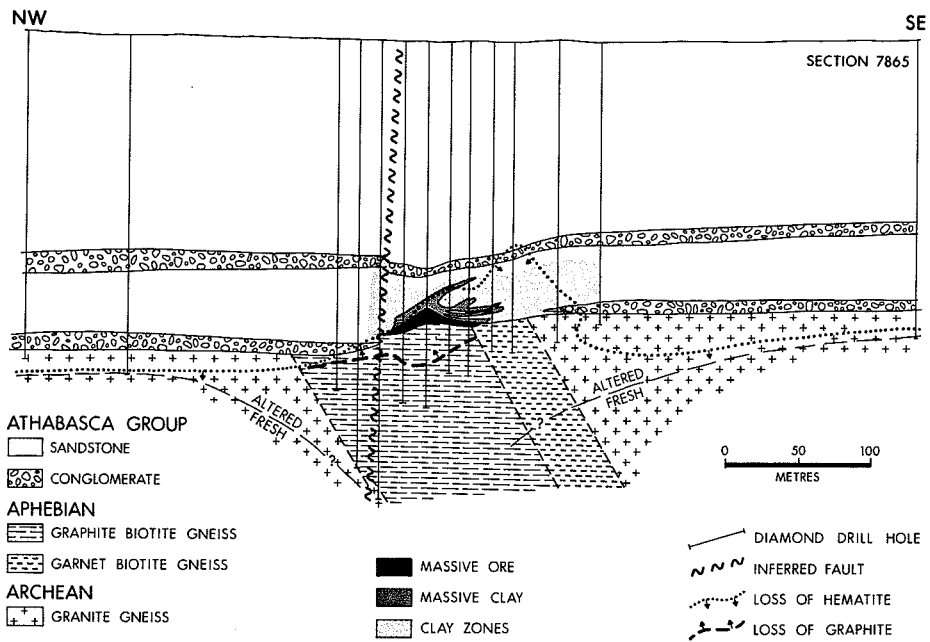 NW
SE
SECTION 7865
ALTERED
FRESH
?
ALTERED
FRESH
?
ATHABASCA GROUP
SANDSTONE
CONGLOMERATE
APHEBIAN
GRAPHITE BIOTITE GNEISS
GARNET BIOTITE GNEISS
ARCHEAN
GRANITE GNEISS
MASSIVE ORE
MASSIVE CLAY
CLAY ZONES
0 50 100
METRES
DIAMOND DRILL HOLE
INFERRED FAULT
LOSS OF HEMATITE
LOSS OF GRAPHITE